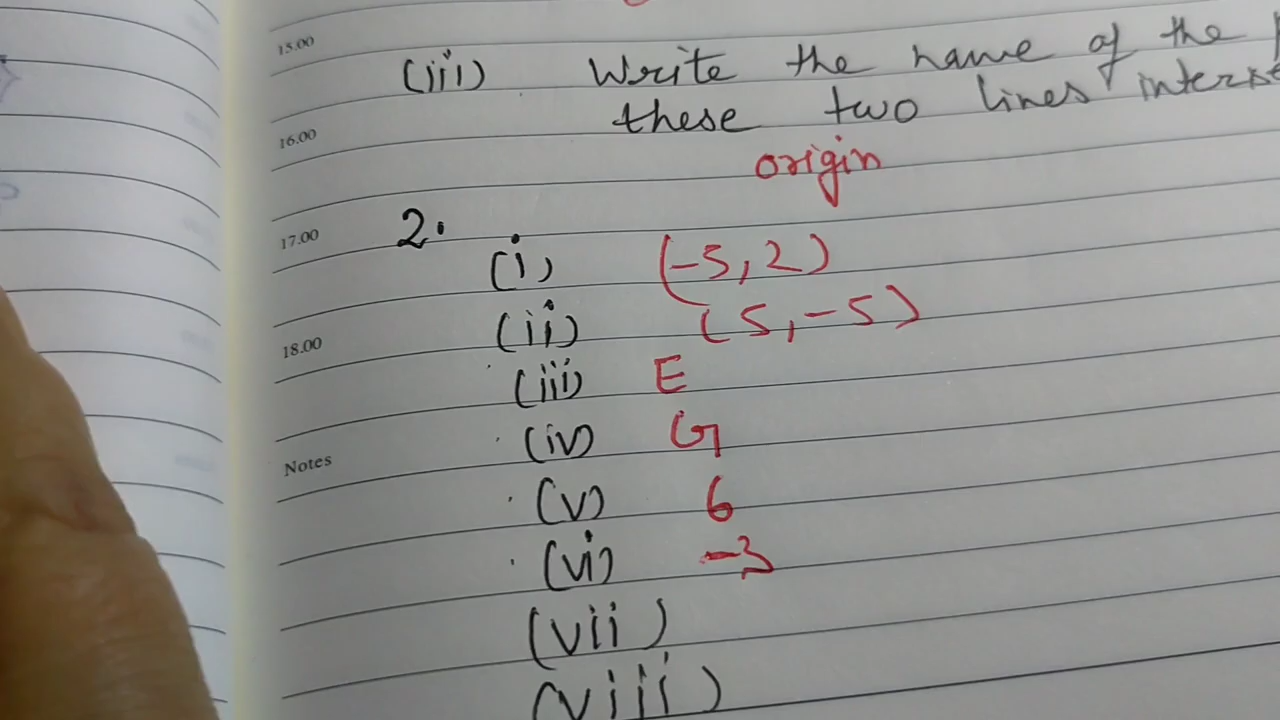 15.00
(iii) Write the name of the
these two lines
16.00
origin
17.00
2.
(i) (-5, 2)
(ii) (5, -5)
18.00
(iii) E
(iv) G
Notes
(v) 6
(vi) -3
(vii)
(viii)